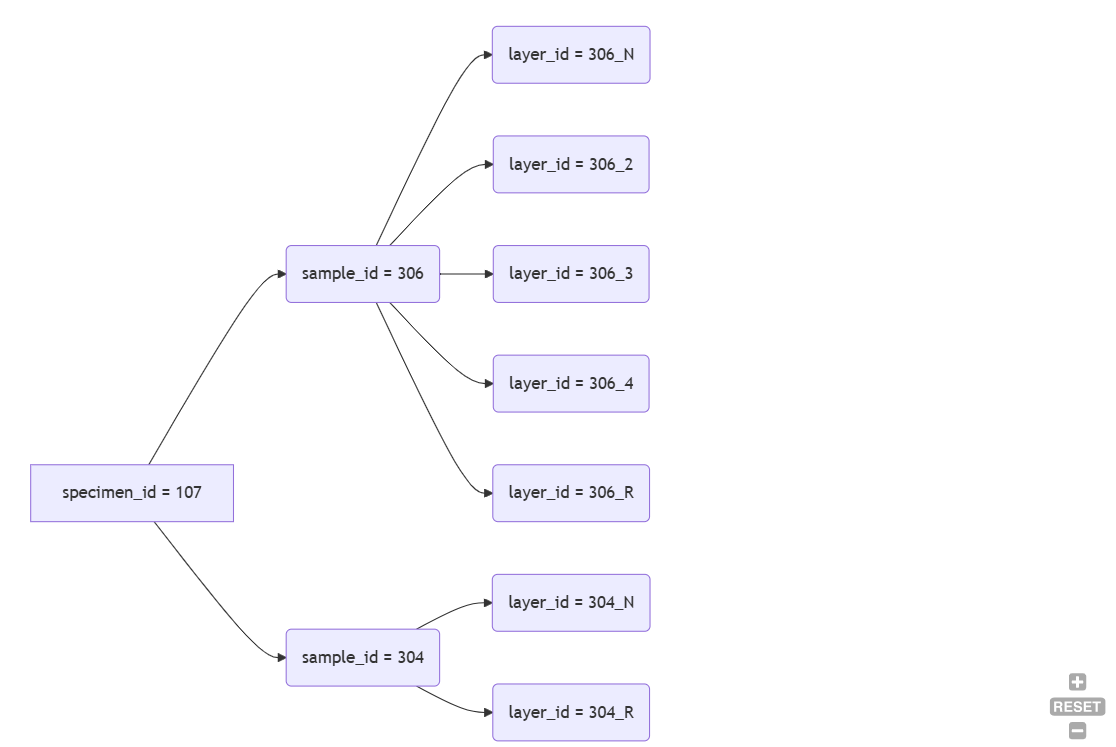 layer_id = 306_N
layer_id = 306_2
sample_id = 306
layer_id = 306_3
layer_id = 306_4
specimen_id = 107
layer_id = 306_R
layer_id = 304_N
sample_id = 304
layer_id = 304_R
+
RESET
-